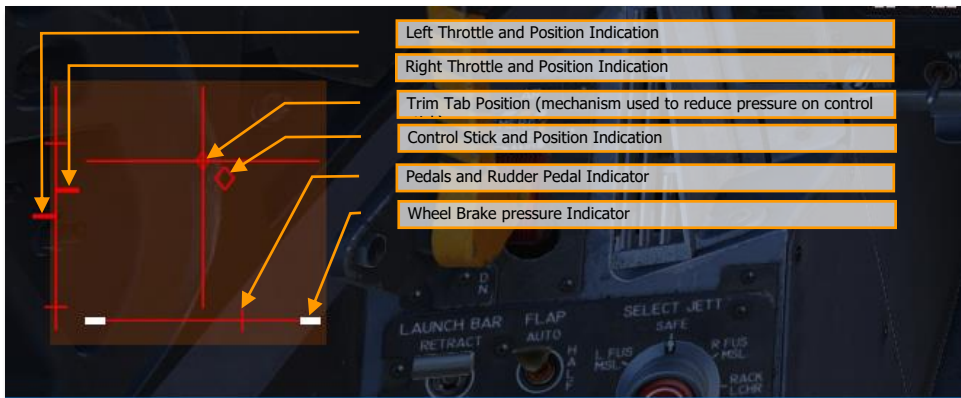 Left Throttle and Position Indication
Right Throttle and Position Indication
Trim Tab Position (mechanism used to reduce pressure on control
Control Stick and Position Indication
Pedals and Rudder Pedal Indicator
Wheel Brake pressure Indicator
DN
LAUNCH BAR
RETRACT
FLAP
AUTO
HALF
SELECT JETT
SAFE
L FUS
MSL
R FUS
MSL
RACK
LCHR